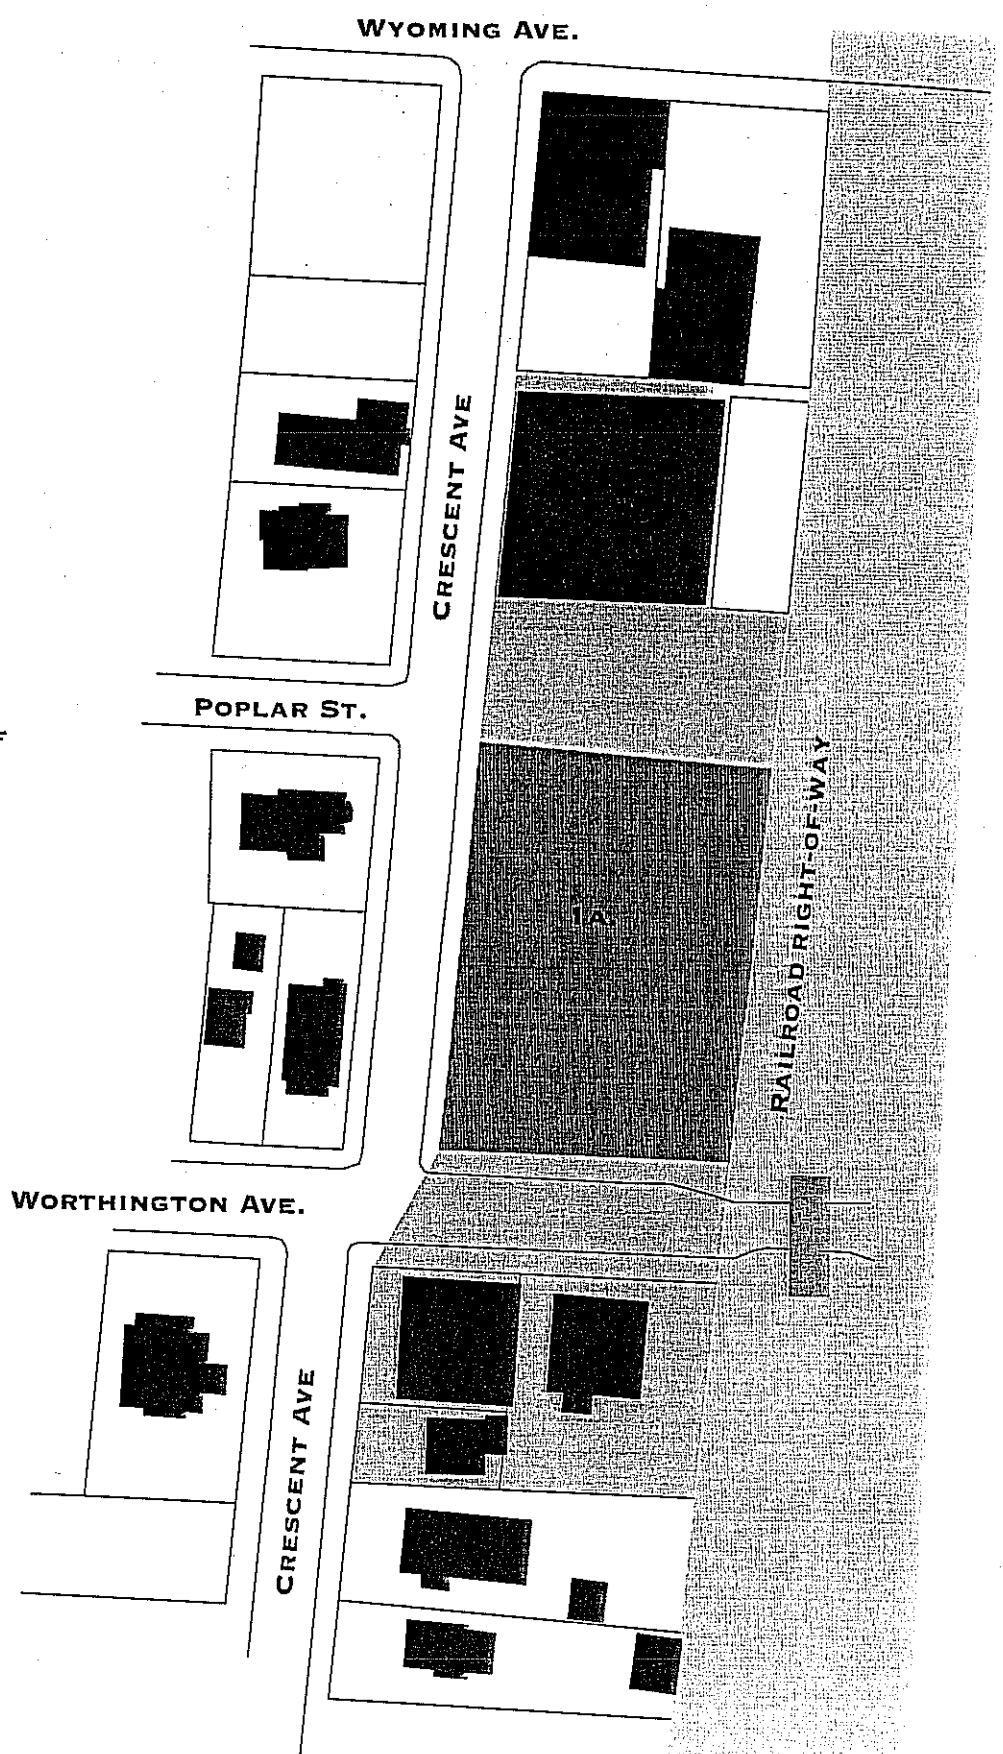 WYOMING AVE.
CRESCENT AVE
POPLAR ST.
1A.
RAILROAD RIGHT-OF-WAY
WORTHINGTON AVE.
CRESCENT AVE